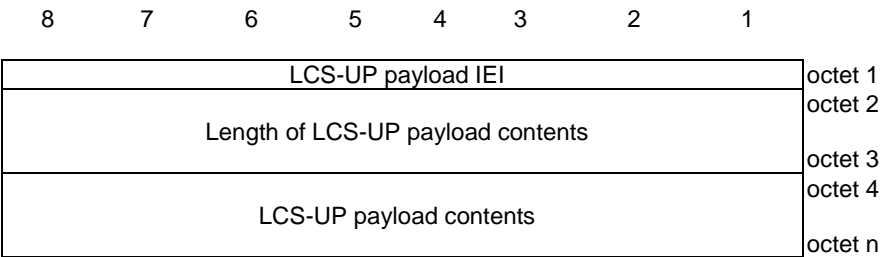 8 7 6 5 4 3 2 1
LCS-UP payload IEI octet 1
octet 2
Length of LCS-UP payload contents
octet 3
octet 4
LCS-UP payload contents
octet n